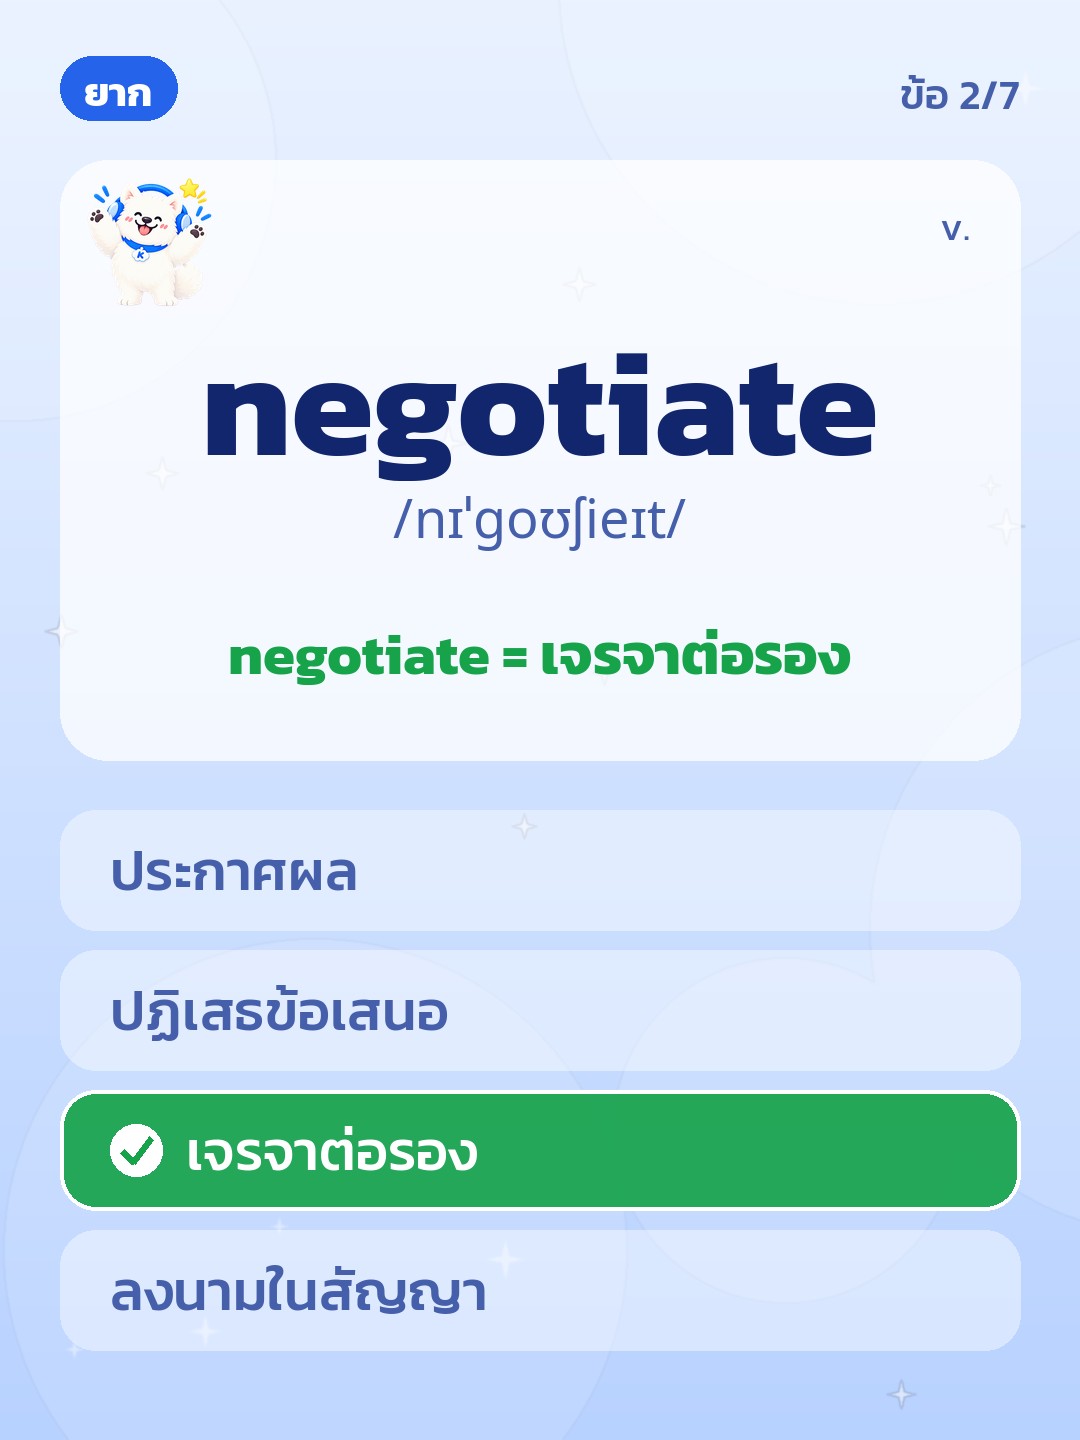 ยาก
ข้อ 2/7
K
v.
negotiate
/nɪˈɡoʊʃieɪt/
negotiate = เจรจาต่อรอง
ประกาศผล
ปฏิเสธข้อเสนอ
เจรจาต่อรอง
ลงนามในสัญญา